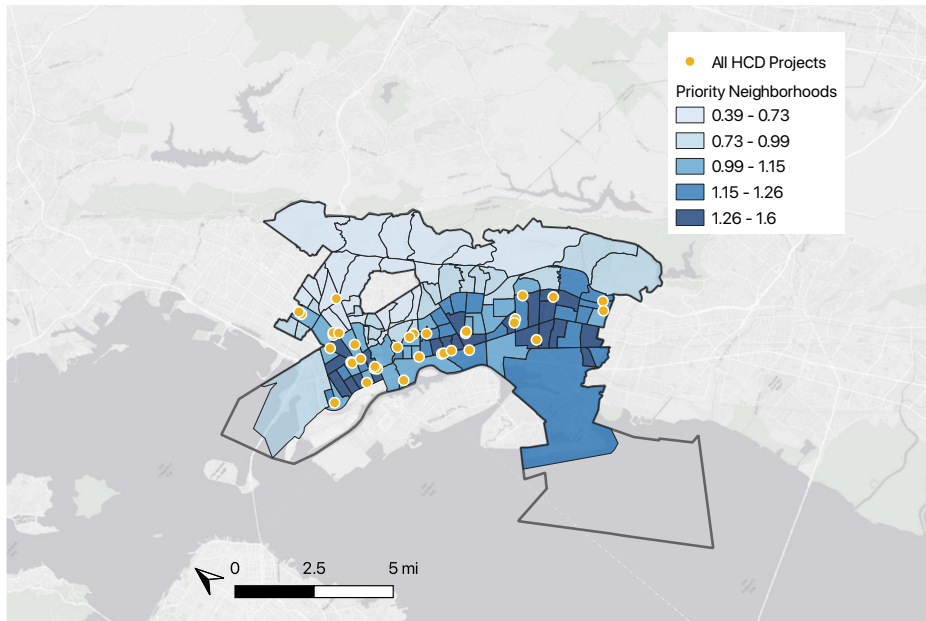 All HCD Projects
Priority Neighborhoods
0.39 - 0.73
0.73 - 0.99
0.99 - 1.15
1.15 - 1.26
1.26 - 1.6
0 2.5 5 mi